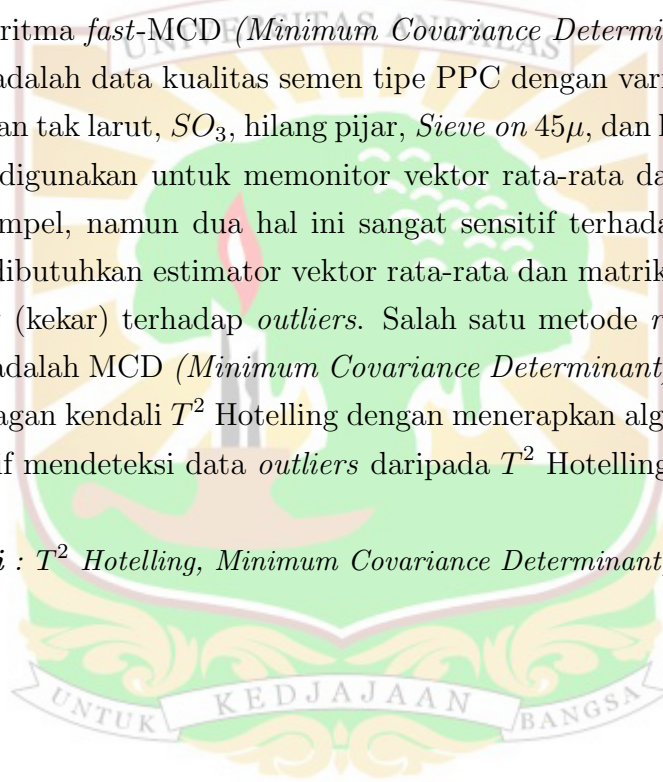 UNIVERSITAS ANDALAS
ritma fast-MCD (Minimum Covariance Determi
adalah data kualitas semen tipe PPC dengan vari
an tak larut, SO₃, hilang pijar, Sieve on 45µ, dan
digunakan untuk memonitor vektor rata-rata da
mpel, namun dua hal ini sangat sensitif terhada
dibutuhkan estimator vektor rata-rata dan matrik
(kekar) terhadap outliers. Salah satu metode r
adalah MCD (Minimum Covariance Determinant
agan kendali T² Hotelling dengan menerapkan alg
if mendeteksi data outliers daripada T² Hotelling
i : T² Hotelling, Minimum Covariance Determinant
UNTUK KEDJAJAAN BANGSA